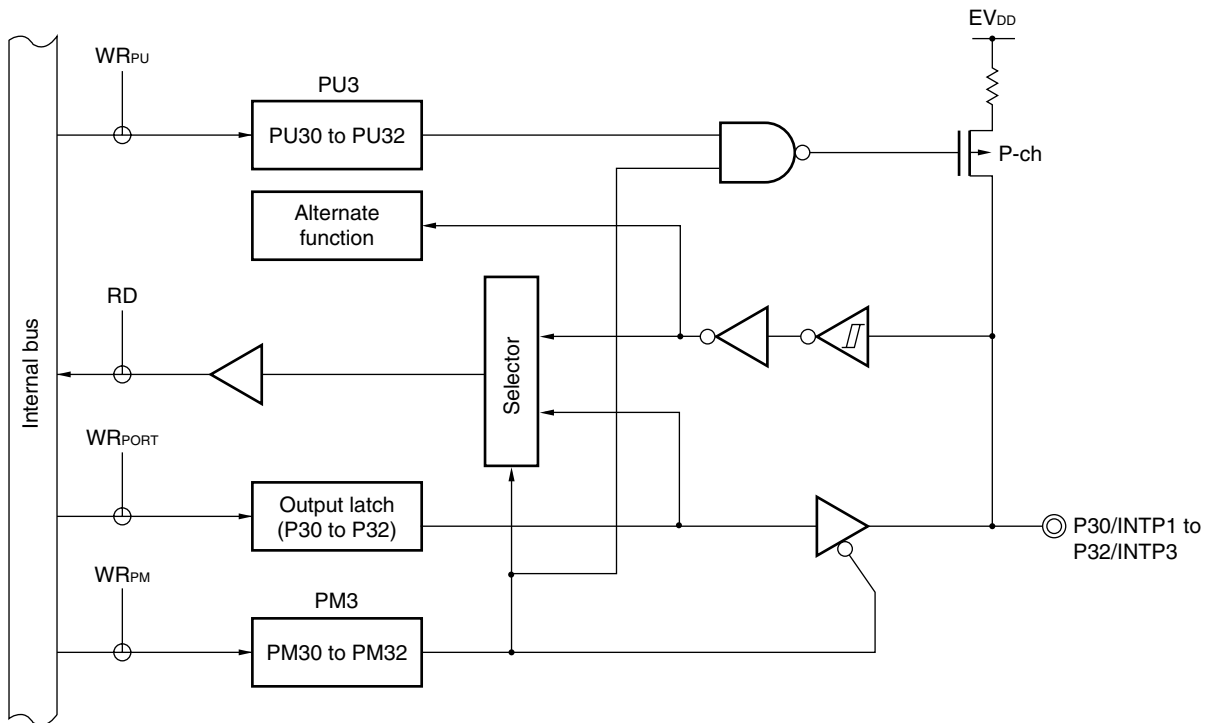 EVDD
WRPU
PU3
PU30 to PU32
P-ch
Alternate
function
RD
Internal bus
Selector
WRPORT
Output latch
(P30 to P32)
P30/INTP1 to
P32/INTP3
WRPM
PM3
PM30 to PM32